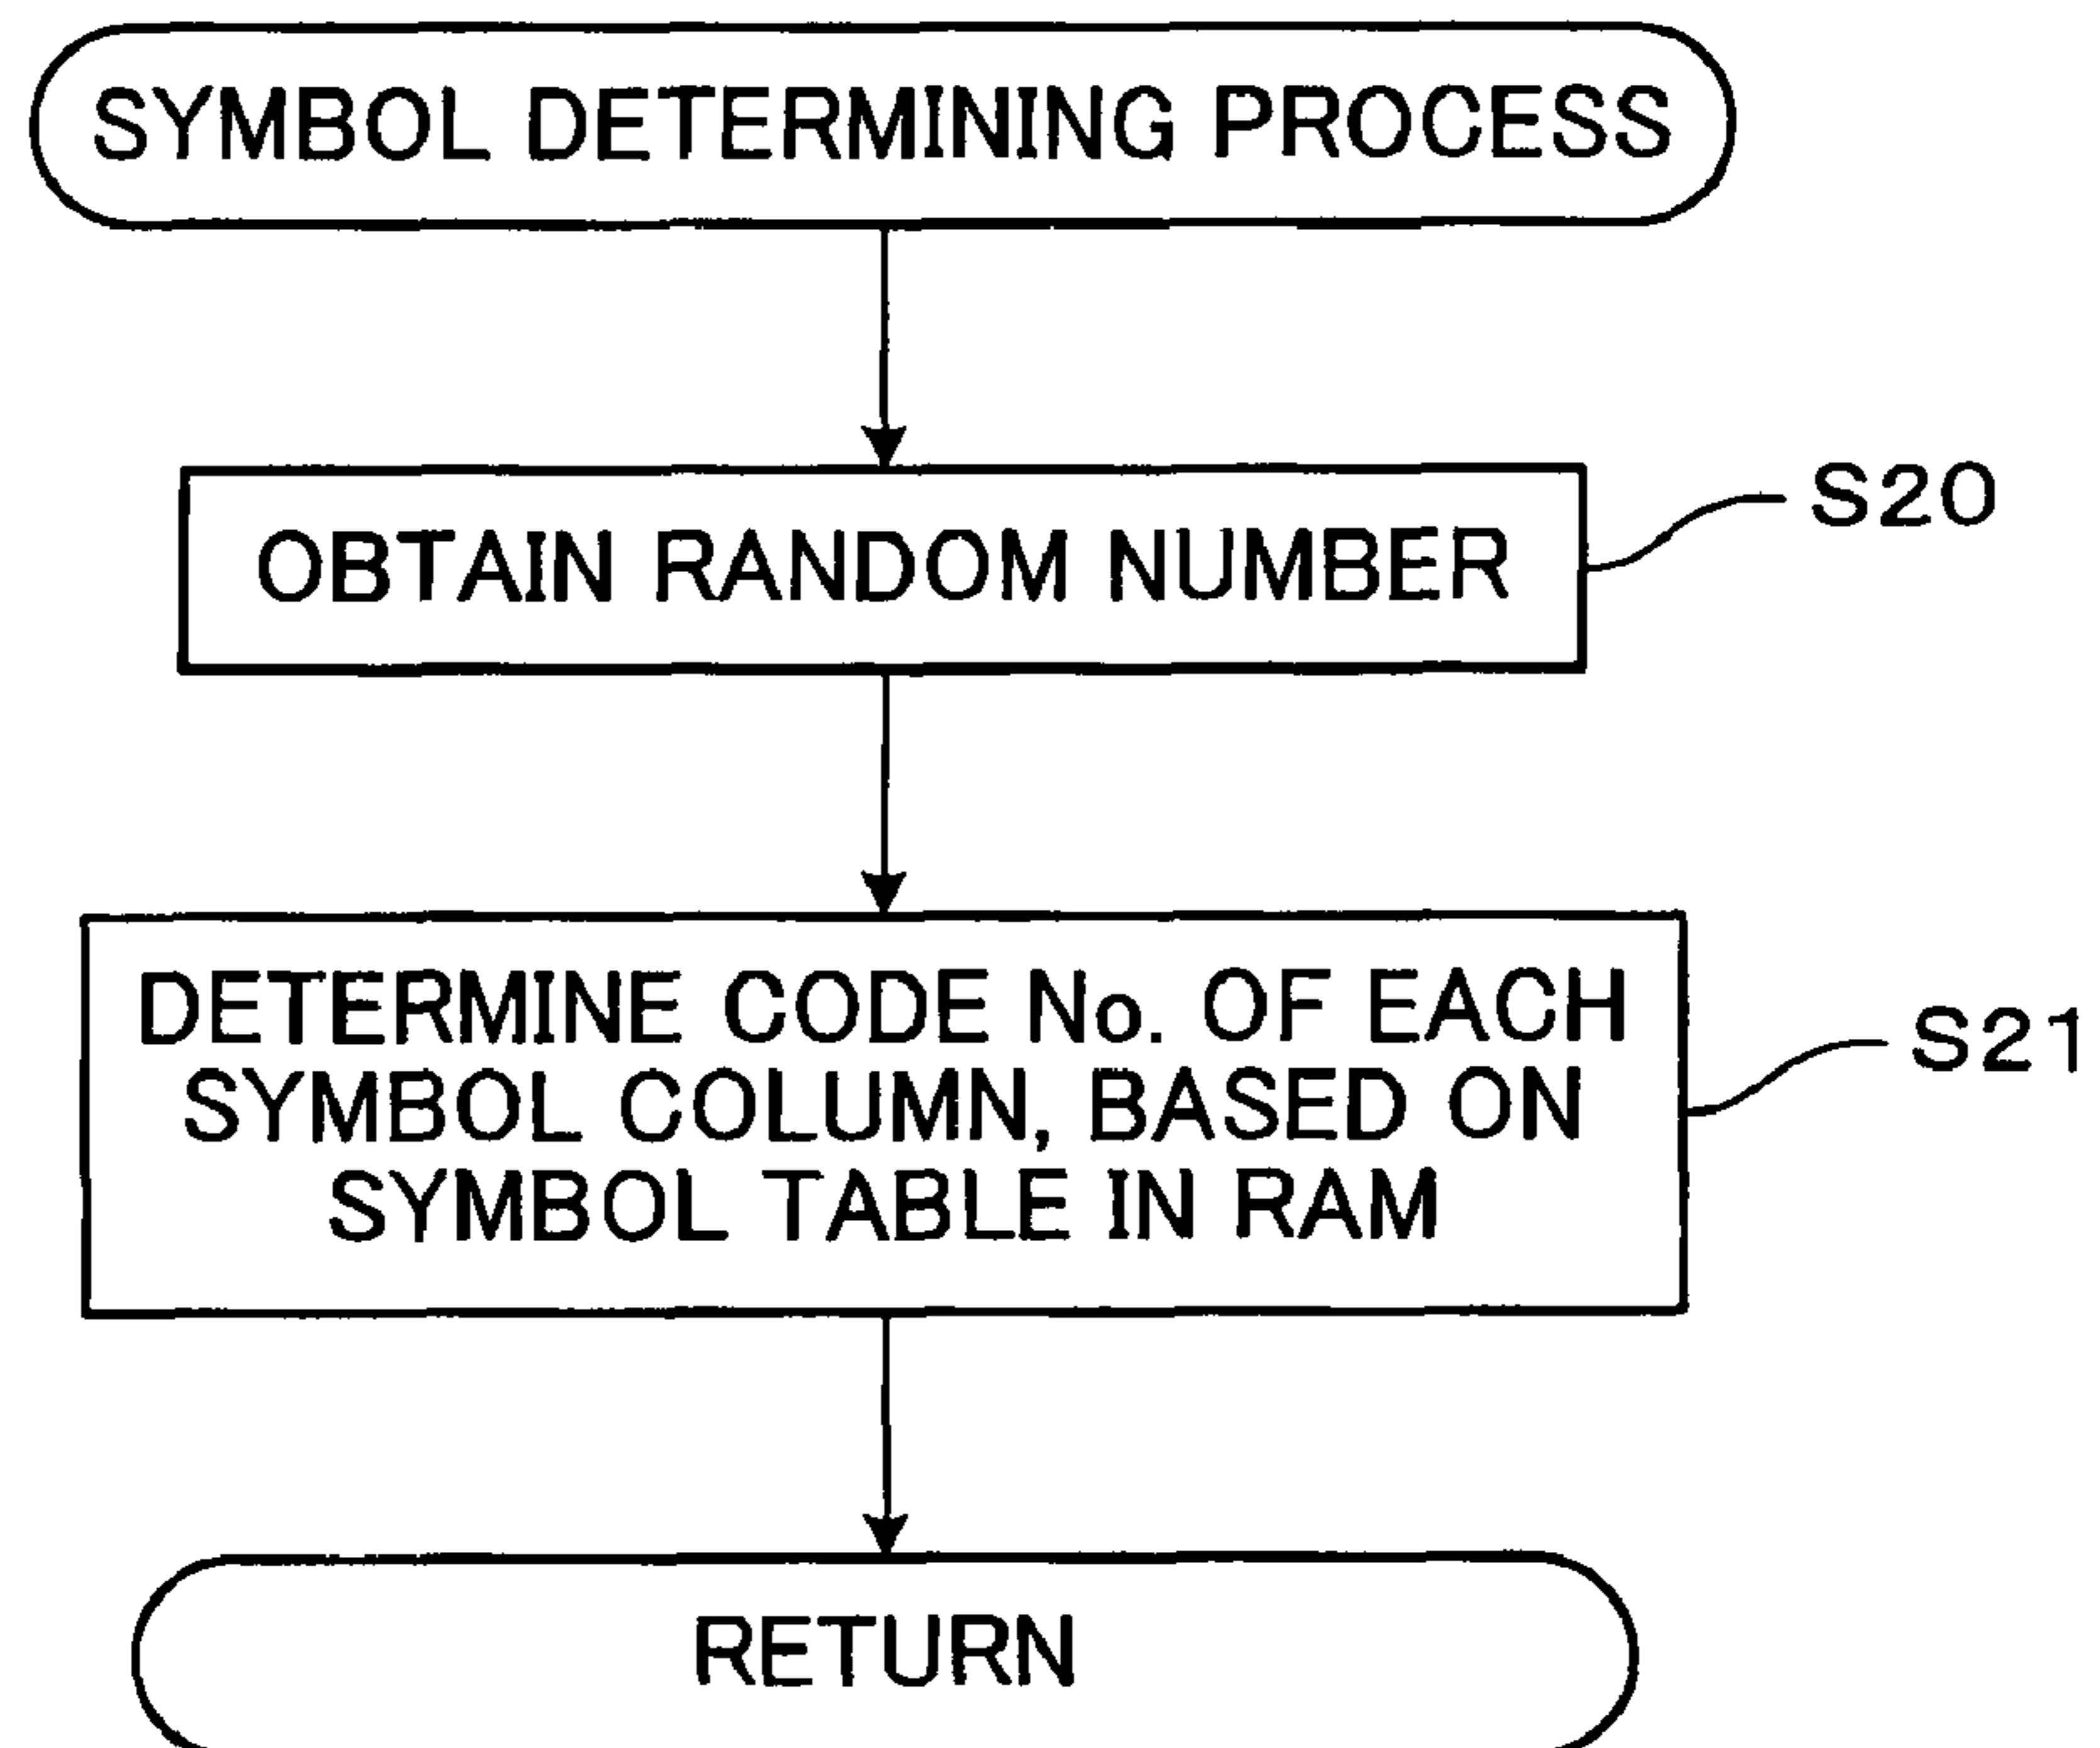 SYMBOL DETERMINING PROCESS
OBTAIN RANDOM NUMBER
S20
DETERMINE CODE No. OF EACH
SYMBOL COLUMN, BASED ON
SYMBOL TABLE IN RAM
S21
RETURN